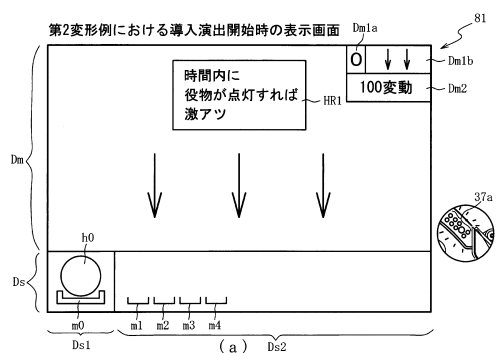 第2変形例における導入演出開始時の表示画面
81
Dm1a
0
Dm1b
時間内に
役物が点灯すれば
激アツ
HR1
100変動
Dm2
Dm
37a
h0
Ds
m0
m1 m2 m3 m4
Ds1
Ds2
(a)